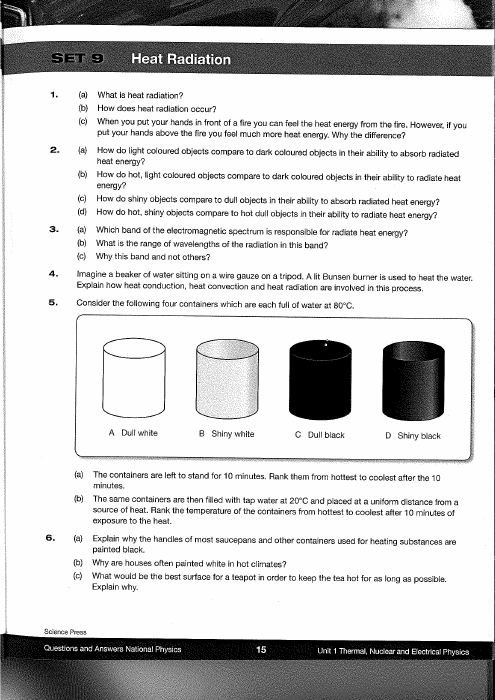 SET 9 Heat Radiation
1. (a) What is heat radiation?
(b) How does heat radiation occur?
(c) When you put your hands in front of a fire you can feel the heat energy from the fire. However, if you
put your hands above the fire you feel much more heat energy. Why the difference?
2. (a) How do light coloured objects compare to dark coloured objects in their ability to absorb radiated
heat energy?
(b) How do hot, light coloured objects compare to dark coloured objects in their ability to radiate heat
energy?
(c) How do shiny objects compare to dull objects in their ability to absorb radiated heat energy?
(d) How do hot, shiny objects compare to hot dull objects in their ability to radiate heat energy?
3. (a) Which band of the electromagnetic spectrum is responsible for radiate heat energy?
(b) What is the range of wavelengths of the radiation in this band?
(c) Why this band and not others?
4. Imagine a beaker of water sitting on a wire gauze on a tripod. A lit Bunsen burner is used to heat the water.
Explain how heat conduction, heat convection and heat radiation are involved in this process.
5. Consider the following four containers which are each full of water at 80°C.
A Dull white B Shiny white C Dull black D Shiny black
(a) The containers are left to stand for 10 minutes. Rank them from hottest to coolest after the 10
minutes.
(b) The same containers are then filled with tap water at 20°C and placed at a uniform distance from a
source of heat. Rank the temperature of the containers from hottest to coolest after 10 minutes of
exposure to the heat.
6. (a) Explain why the handles of most saucepans and other containers used for heating substances are
painted black.
(b) Why are houses often painted white in hot climates?
(c) What would be the best surface for a teapot in order to keep the tea hot for as long as possible.
Explain why.
Science Press
Questions and Answers National Physics 15 Unit 1 Thermal, Nuclear and Electrical Physics